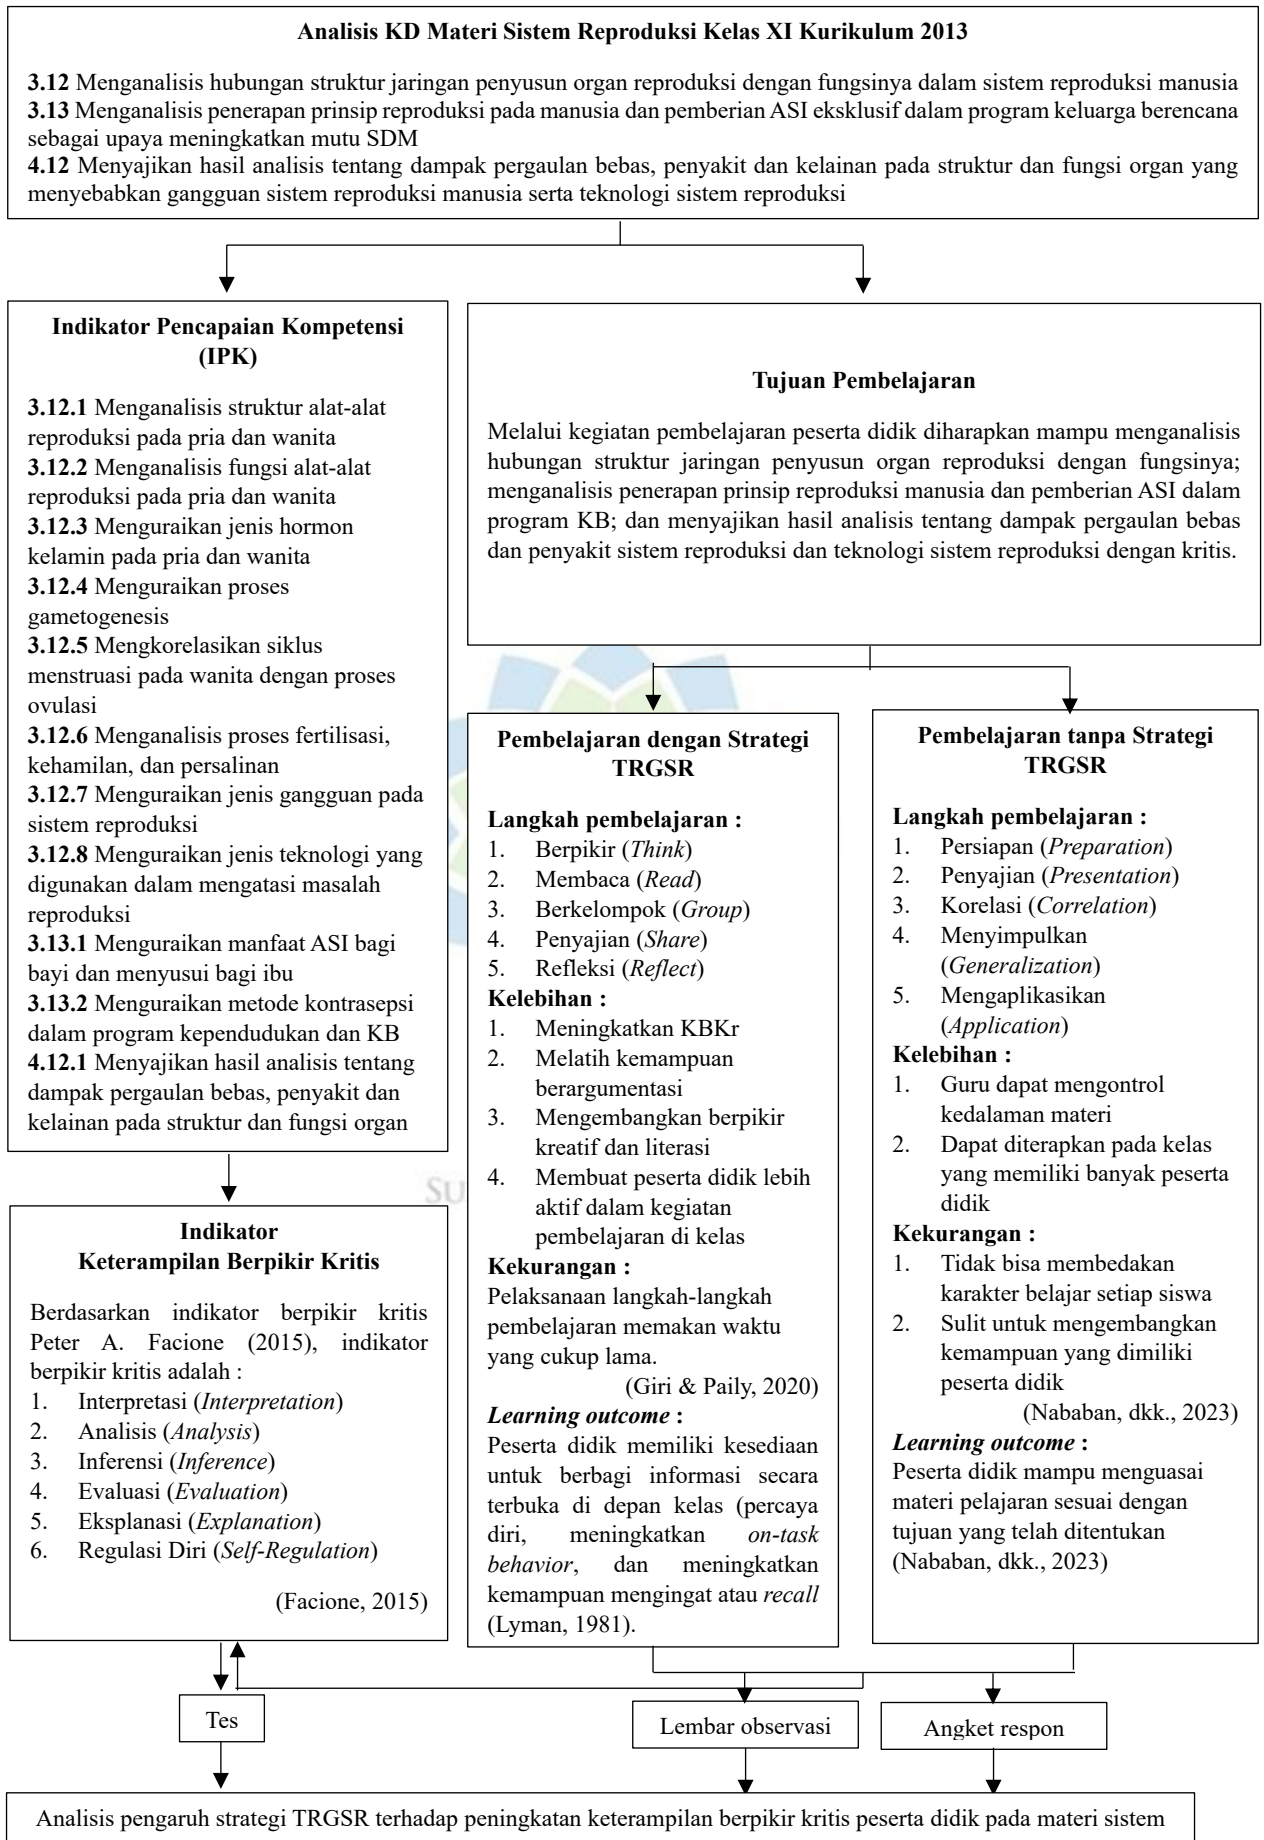 Analisis KD Materi Sistem Reproduksi Kelas XI Kurikulum 2013
3.12 Menganalisis hubungan struktur jaringan penyusun organ reproduksi dengan fungsinya dalam sistem reproduksi manusia
3.13 Menganalisis penerapan prinsip reproduksi pada manusia dan pemberian ASI eksklusif dalam program keluarga berencana
sebagai upaya meningkatkan mutu SDM
4.12 Menyajikan hasil analisis tentang dampak pergaulan bebas, penyakit dan kelainan pada struktur dan fungsi organ yang
menyebabkan gangguan sistem reproduksi manusia serta teknologi sistem reproduksi
Indikator Pencapaian Kompetensi
(IPK)
3.12.1 Menganalisis struktur alat-alat
reproduksi pada pria dan wanita
3.12.2 Menganalisis fungsi alat-alat
reproduksi pada pria dan wanita
3.12.3 Menguraikan jenis hormon
kelamin pada pria dan wanita
3.12.4 Menguraikan proses
gametogenesis
3.12.5 Mengkorelasikan siklus
menstruasi pada wanita dengan proses
ovulasi
3.12.6 Menganalisis proses fertilisasi,
kehamilan, dan persalinan
3.12.7 Menguraikan jenis gangguan pada
sistem reproduksi
3.12.8 Menguraikan jenis teknologi yang
digunakan dalam mengatasi masalah
reproduksi
3.13.1 Menguraikan manfaat ASI bagi
bayi dan menyusui bagi ibu
3.13.2 Menguraikan metode kontrasepsi
dalam program kependudukan dan KB
4.12.1 Menyajikan hasil analisis tentang
dampak pergaulan bebas, penyakit dan
kelainan pada struktur dan fungsi organ
Tujuan Pembelajaran
Melalui kegiatan pembelajaran peserta didik diharapkan mampu menganalisis
hubungan struktur jaringan penyusun organ reproduksi dengan fungsinya;
menganalisis penerapan prinsip reproduksi manusia dan pemberian ASI dalam
program KB; dan menyajikan hasil analisis tentang dampak pergaulan bebas
dan penyakit sistem reproduksi dan teknologi sistem reproduksi dengan kritis.
Pembelajaran dengan Strategi
TRGSR
Langkah pembelajaran :
1. Berpikir (Think)
2. Membaca (Read)
3. Berkelompok (Group)
4. Penyajian (Share)
5. Refleksi (Reflect)
Kelebihan :
1. Meningkatkan KBKr
2. Melatih kemampuan
berargumentasi
3. Mengembangkan berpikir
kreatif dan literasi
4. Membuat peserta didik lebih
aktif dalam kegiatan
pembelajaran di kelas
Kekurangan :
Pelaksanaan langkah-langkah
pembelajaran memakan waktu
yang cukup lama.
(Giri & Paily, 2020)
Learning outcome :
Peserta didik memiliki kesediaan
untuk berbagi informasi secara
terbuka di depan kelas (percaya
diri, meningkatkan on-task
behavior, dan meningkatkan
kemampuan mengingat atau recall
(Lyman, 1981).
Pembelajaran tanpa Strategi
TRGSR
Langkah pembelajaran :
1. Persiapan (Preparation)
2. Penyajian (Presentation)
3. Korelasi (Correlation)
4. Menyimpulkan
(Generalization)
5. Mengaplikasikan
(Application)
Kelebihan :
1. Guru dapat mengontrol
kedalaman materi
2. Dapat diterapkan pada kelas
yang memiliki banyak peserta
didik
Kekurangan :
1. Tidak bisa membedakan
karakter belajar setiap siswa
2. Sulit untuk mengembangkan
kemampuan yang dimiliki
peserta didik
(Nababan, dkk., 2023)
Learning outcome :
Peserta didik mampu menguasai
materi pelajaran sesuai dengan
tujuan yang telah ditentukan
(Nababan, dkk., 2023)
SU
Indikator
Keterampilan Berpikir Kritis
Berdasarkan indikator berpikir kritis
Peter A. Facione (2015), indikator
berpikir kritis adalah :
1. Interpretasi (Interpretation)
2. Analisis (Analysis)
3. Inferensi (Inference)
4. Evaluasi (Evaluation)
5. Eksplanasi (Explanation)
6. Regulasi Diri (Self-Regulation)
(Facione, 2015)
Tes
Lembar observasi
Angket respon
Analisis pengaruh strategi TRGSR terhadap peningkatan keterampilan berpikir kritis peserta didik pada materi sistem